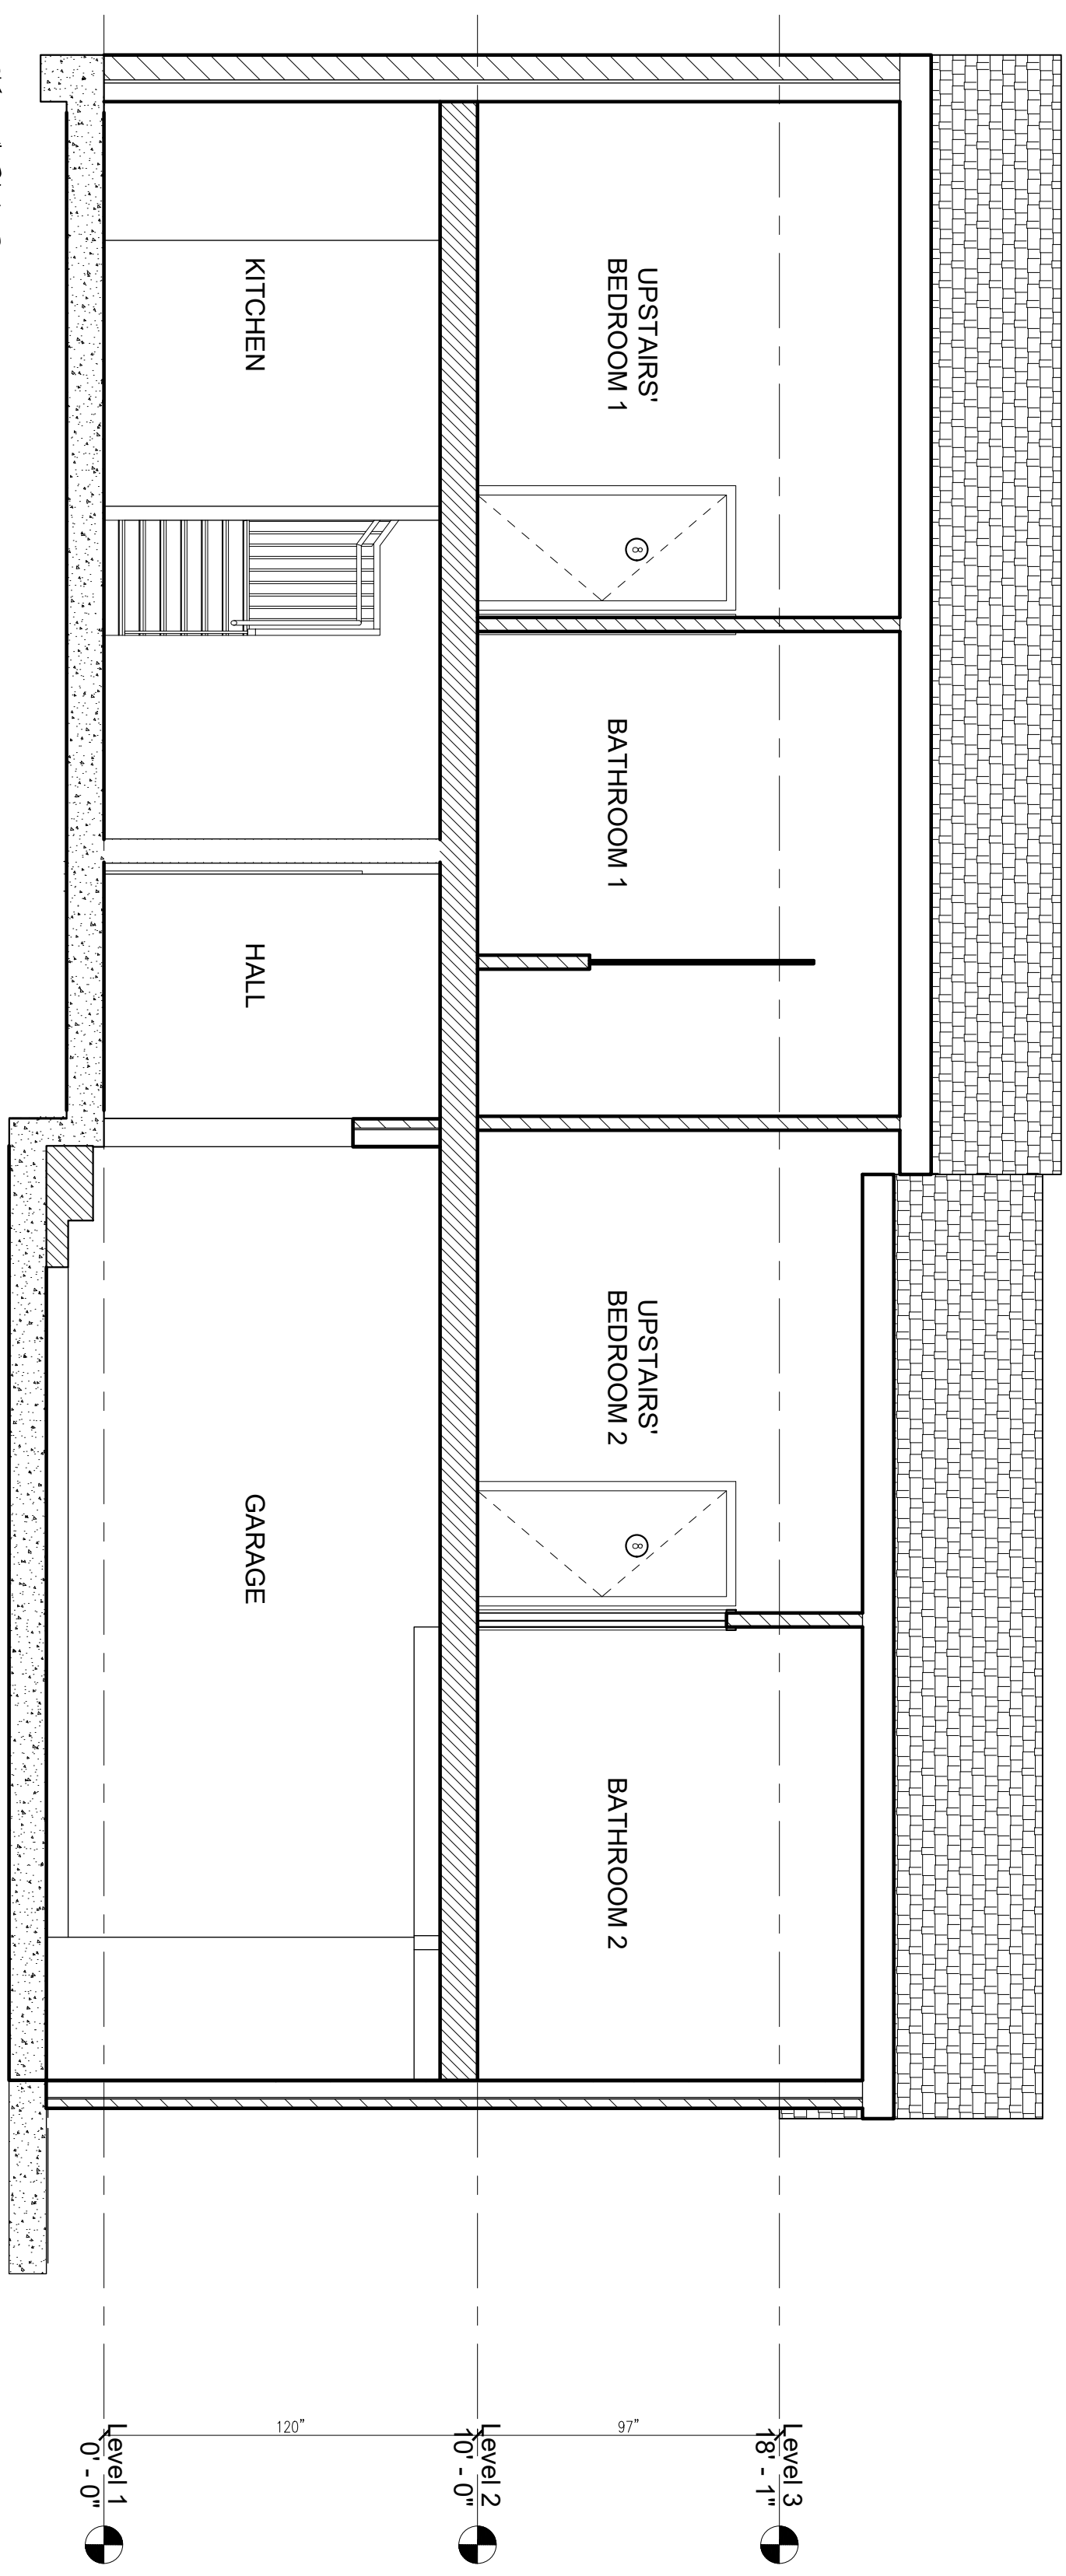 UPSTAIRS'
BEDROOM 1
8
BATHROOM 1
UPSTAIRS'
BEDROOM 2
8
BATHROOM 2
KITCHEN
HALL
GARAGE
Level 3
18' - 1"
97"
Level 2
10' - 0"
120"
Level 1
0' - 0"